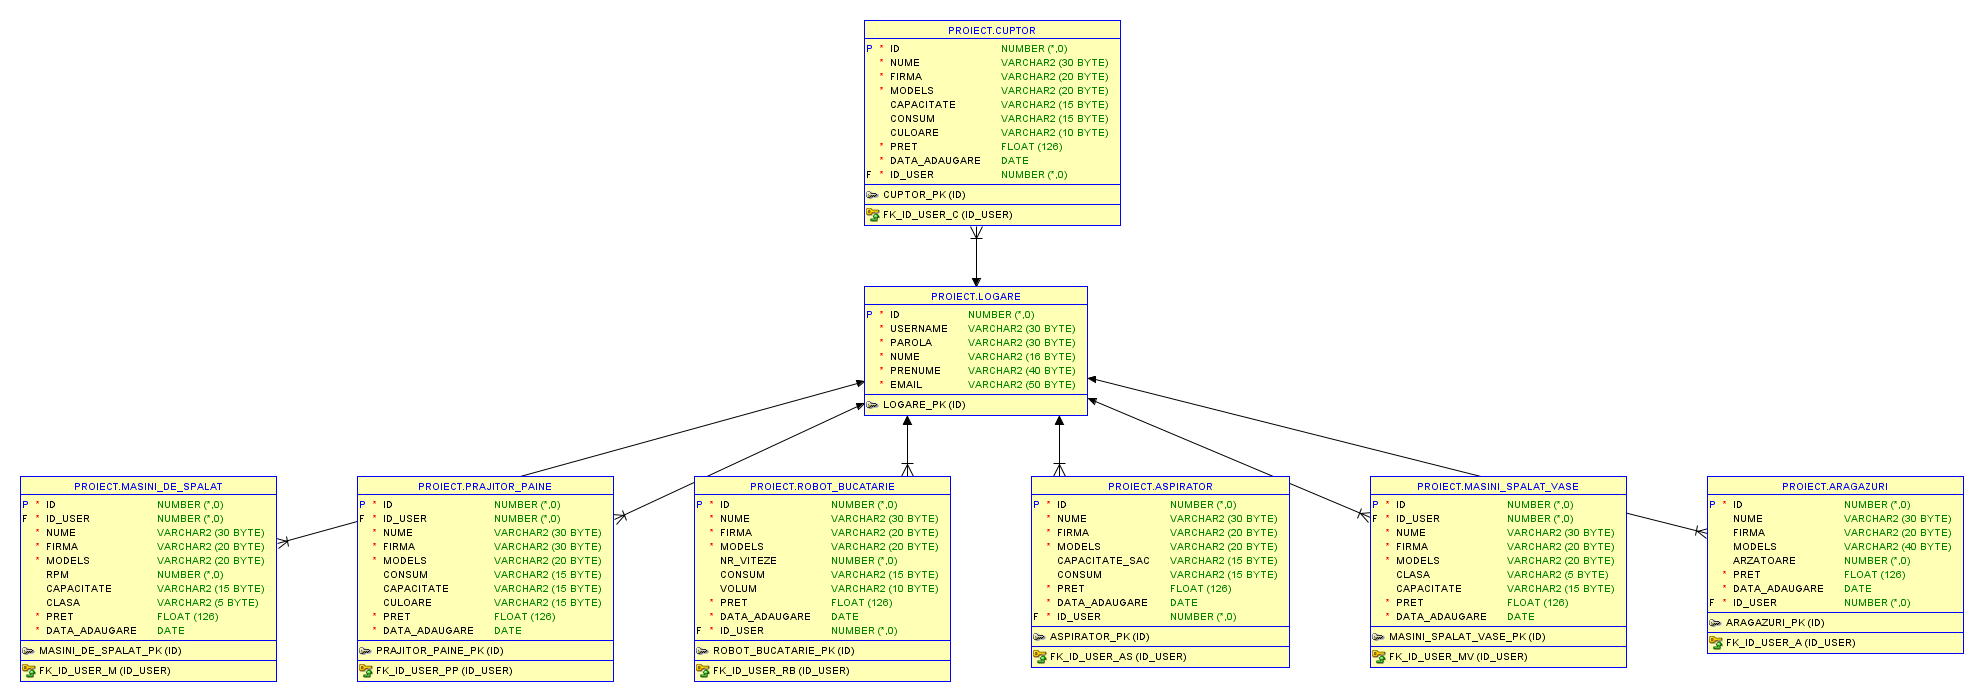 PROIECT.CUPTOR
P * ID NUMBER (*,0)
* NUME VARCHAR2 (30 BYTE)
* FIRMA VARCHAR2 (20 BYTE)
* MODELS VARCHAR2 (20 BYTE)
CAPACITATE VARCHAR2 (15 BYTE)
CONSUM VARCHAR2 (15 BYTE)
CULOARE VARCHAR2 (10 BYTE)
* PRET FLOAT (126)
* DATA_ADAUGARE DATE
F * ID_USER NUMBER (*,0)
CUPTOR_PK (ID)
FK_ID_USER_C (ID_USER)
PROIECT.LOGARE
P * ID NUMBER (*,0)
* USERNAME VARCHAR2 (30 BYTE)
* PAROLA VARCHAR2 (30 BYTE)
* NUME VARCHAR2 (16 BYTE)
* PRENUME VARCHAR2 (40 BYTE)
* EMAIL VARCHAR2 (50 BYTE)
LOGARE_PK (ID)
PROIECT.MASINI_DE_SPALAT
P * ID NUMBER (*,0)
F * ID_USER NUMBER (*,0)
* NUME VARCHAR2 (30 BYTE)
* FIRMA VARCHAR2 (20 BYTE)
* MODELS VARCHAR2 (20 BYTE)
RPM NUMBER (*,0)
CAPACITATE VARCHAR2 (15 BYTE)
CLASA VARCHAR2 (5 BYTE)
* PRET FLOAT (126)
* DATA_ADAUGARE DATE
MASINI_DE_SPALAT_PK (ID)
FK_ID_USER_M (ID_USER)
PROIECT.PRAJITOR_PAINE
P * ID NUMBER (*,0)
F * ID_USER NUMBER (*,0)
* NUME VARCHAR2 (30 BYTE)
* FIRMA VARCHAR2 (30 BYTE)
* MODELS VARCHAR2 (20 BYTE)
CONSUM VARCHAR2 (15 BYTE)
CAPACITATE VARCHAR2 (15 BYTE)
CULOARE VARCHAR2 (15 BYTE)
* PRET FLOAT (126)
* DATA_ADAUGARE DATE
PRAJITOR_PAINE_PK (ID)
FK_ID_USER_PP (ID_USER)
PROIECT.ROBOT_BUCATARIE
P * ID NUMBER (*,0)
* NUME VARCHAR2 (30 BYTE)
* FIRMA VARCHAR2 (20 BYTE)
* MODELS VARCHAR2 (20 BYTE)
NR_VITEZE NUMBER (*,0)
CONSUM VARCHAR2 (15 BYTE)
VOLUM VARCHAR2 (10 BYTE)
* PRET FLOAT (126)
* DATA_ADAUGARE DATE
F * ID_USER NUMBER (*,0)
ROBOT_BUCATARIE_PK (ID)
FK_ID_USER_RB (ID_USER)
PROIECT.ASPIRATOR
P * ID NUMBER (*,0)
* NUME VARCHAR2 (30 BYTE)
* FIRMA VARCHAR2 (20 BYTE)
* MODELS VARCHAR2 (20 BYTE)
CAPACITATE_SAC VARCHAR2 (15 BYTE)
CONSUM VARCHAR2 (15 BYTE)
* PRET FLOAT (126)
* DATA_ADAUGARE DATE
F * ID_USER NUMBER (*,0)
ASPIRATOR_PK (ID)
FK_ID_USER_AS (ID_USER)
PROIECT.MASINI_SPALAT_VASE
P * ID NUMBER (*,0)
F * ID_USER NUMBER (*,0)
* NUME VARCHAR2 (30 BYTE)
* FIRMA VARCHAR2 (20 BYTE)
* MODELS VARCHAR2 (20 BYTE)
CLASA VARCHAR2 (5 BYTE)
CAPACITATE VARCHAR2 (15 BYTE)
* PRET FLOAT (126)
* DATA_ADAUGARE DATE
MASINI_SPALAT_VASE_PK (ID)
FK_ID_USER_MV (ID_USER)
PROIECT.ARAGAZURI
P * ID NUMBER (*,0)
NUME VARCHAR2 (30 BYTE)
FIRMA VARCHAR2 (20 BYTE)
MODELS VARCHAR2 (40 BYTE)
ARZATOARE NUMBER (*,0)
* PRET FLOAT (126)
* DATA_ADAUGARE DATE
F * ID_USER NUMBER (*,0)
ARAGAZURI_PK (ID)
FK_ID_USER_A (ID_USER)